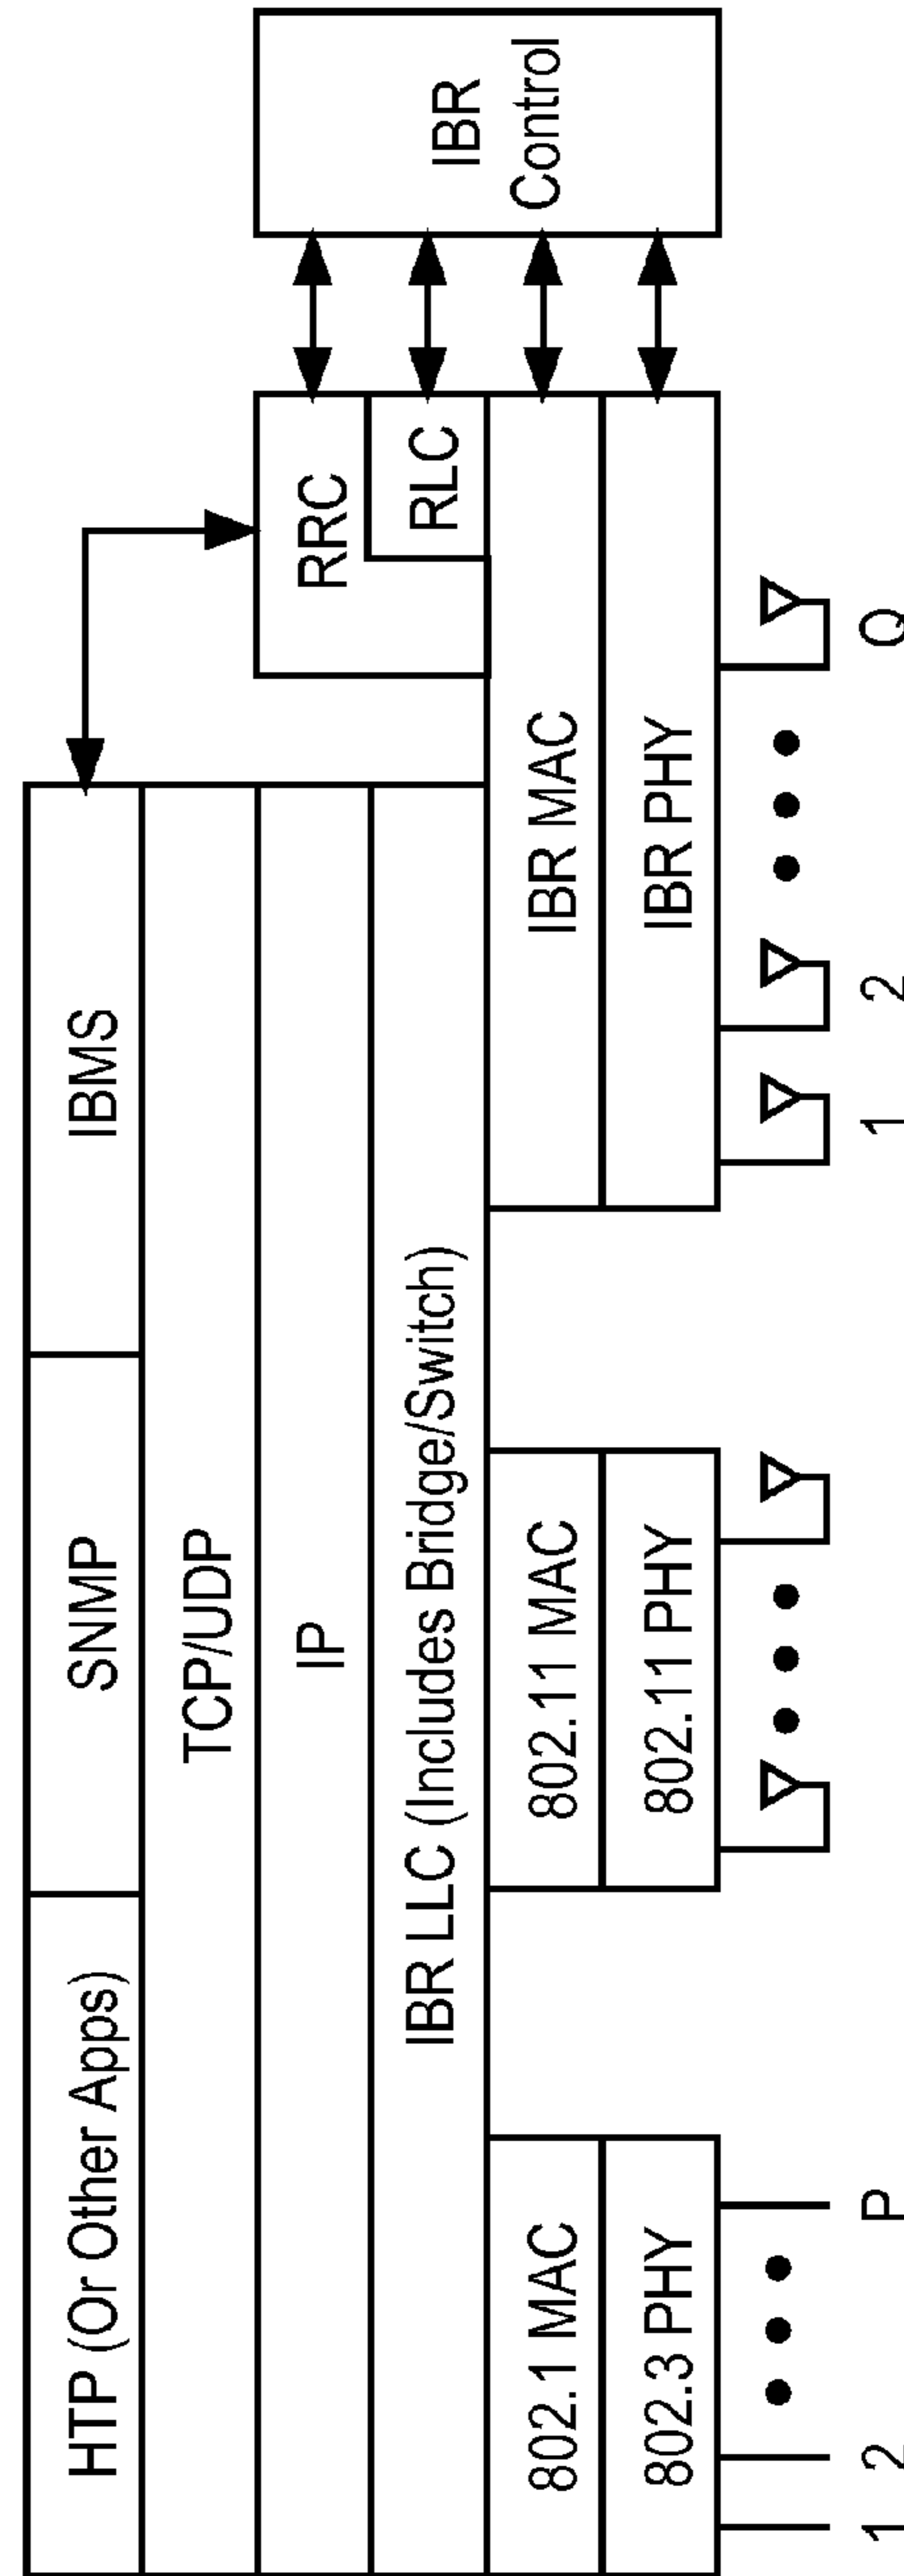 HTP (Or Other Apps)
SNMP
IBMS
TCP/UDP
IP
RRC
IBR
Control
IBR LLC (Includes Bridge/Switch)
RLC
802.1 MAC
802.11 MAC
IBR MAC
802.3 PHY
802.11 PHY
IBR PHY
1 2 P
1 2 Q